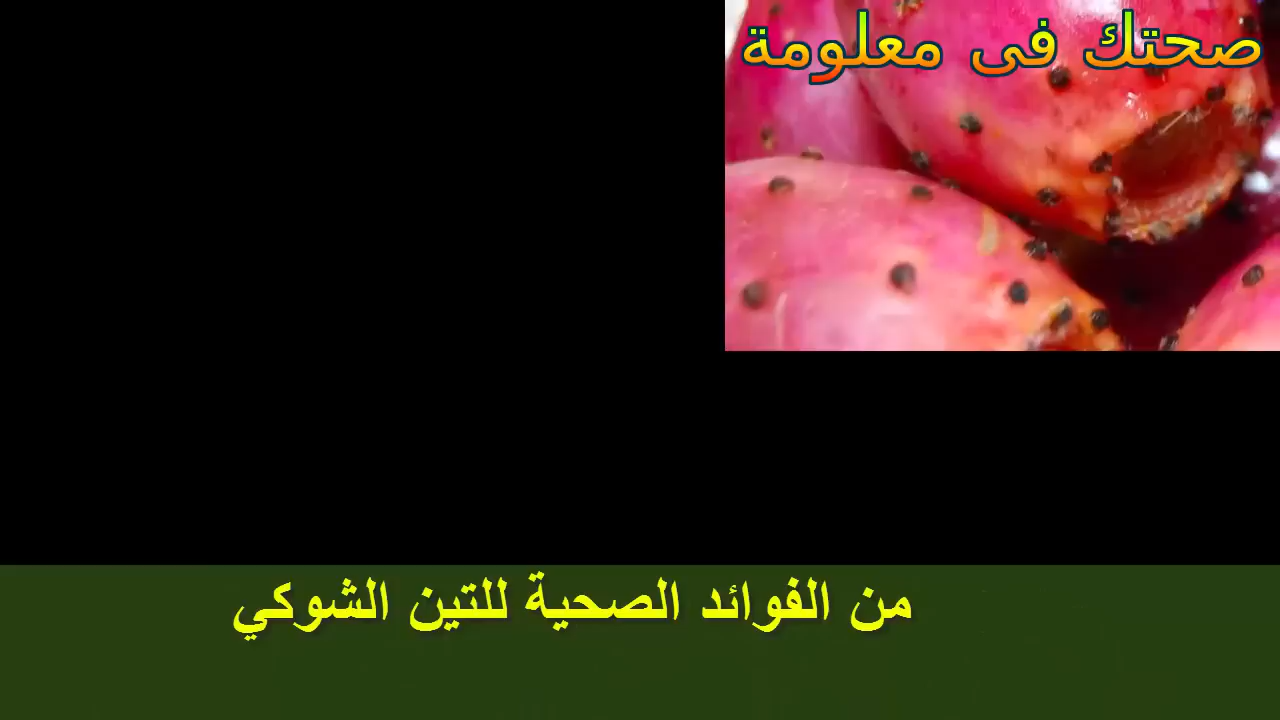 صحتك فى معلومة
من الفوائد الصحية للتين الشوكي